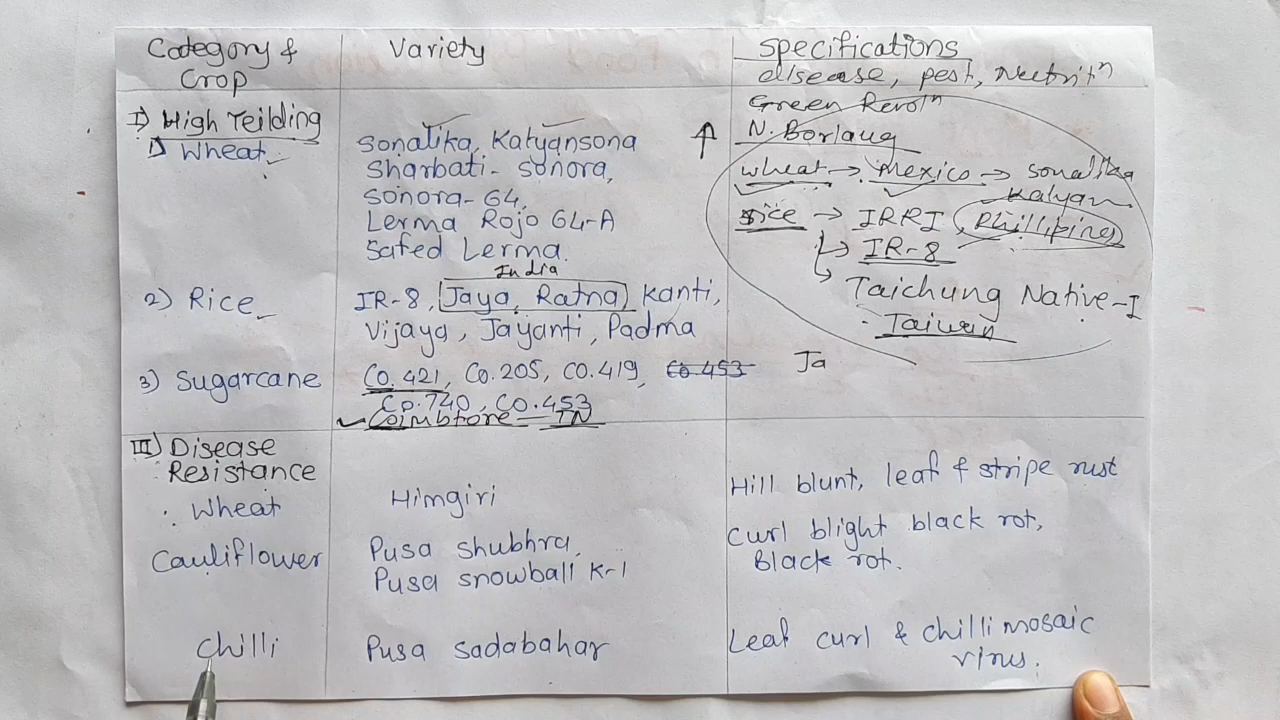 Category & Crop
Variety
Specifications
disease, pest, Nutritⁿ
Green Revolⁿ
N. Borlaug
wheat → Mexico → sonalika
Kalyan
rice → IRRI, Phillipines
→ IR-8
→ Taichung Native-I
Taiwan
I) High Yeilding
1) Wheat
Sonalika, Kalyansona
Sharbati- sonora,
sonora-64,
Lerma Rojo 64-A
Safed Lerma.
2) Rice
India
IR-8, Jaya, Ratna, Kanti,
Vijaya, Jayanti, Padma
3) Sugarcane
CO.421, CO.205, CO.419, CO 453
CO.740, CO.453
Coimbtore - TN
Ja
III) Disease
Resistance
Wheat
Himgiri
Hill blunt, leaf & stripe rust
Cauliflower
Pusa shubhra,
Pusa snowball K-1
Curl blight black rot,
Black rot.
Chilli
Pusa sadabahar
Leaf curl & chilli mosaic
virus.